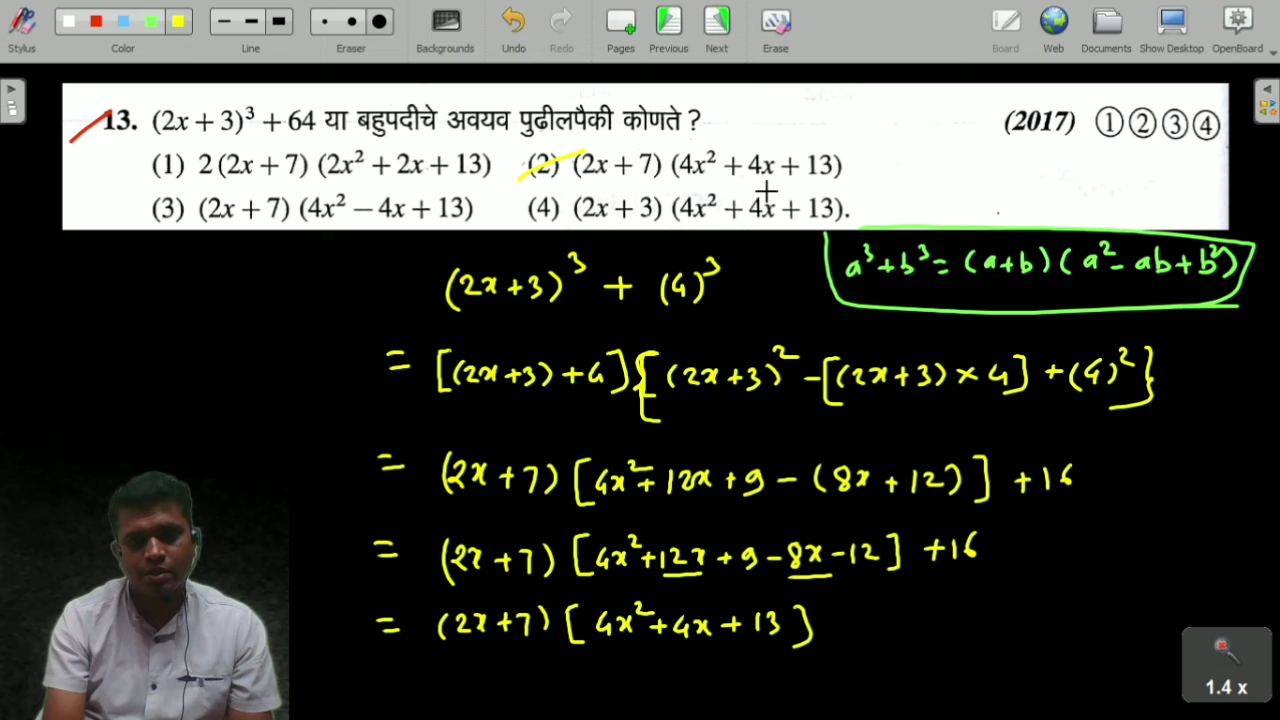 Stylus Color Line Eraser Backgrounds Undo Redo Pages Previous Next Erase Board Web Documents Show Desktop OpenBoard
13. (2x + 3)³ + 64 या बहुपदीचे अवयव पुढीलपैकी कोणते ? (2017) ① ② ③ ④
(1) 2 (2x + 7) (2x² + 2x + 13) (2) (2x + 7) (4x² + 4x + 13)
(3) (2x + 7) (4x² − 4x + 13) (4) (2x + 3) (4x² + 4x + 13).
a³+b³= (a+b) (a²- ab+b²)
(2x+3)³ + (4)³
= [(2x+3)+4] {(2x+3)² -[(2x+3) × 4] +(4)²}
= (2x+7) [4x²+12x+9 - (8x+12)] +16
= (2x+7) [4x²+12x+9-8x-12] +16
= (2x+7) [4x²+4x+13]
1.4 x